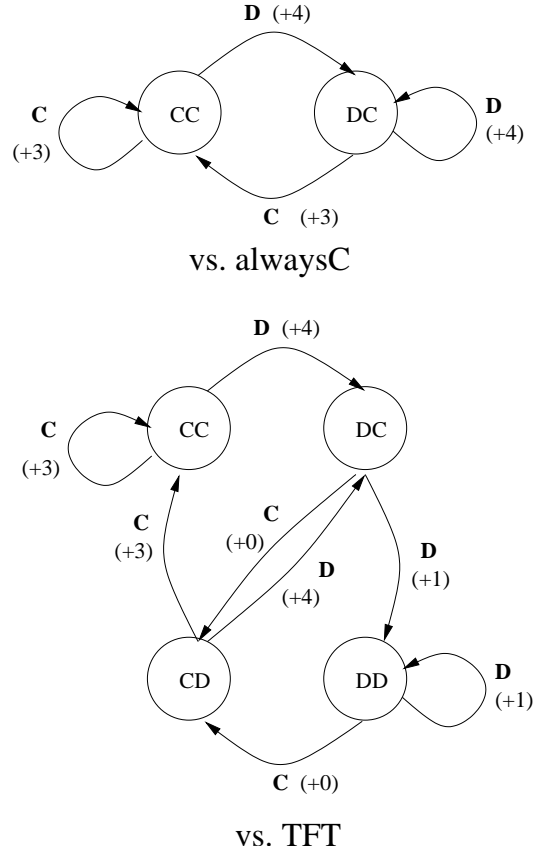 D (+4)
C
(+3)
CC
DC
D
(+4)
C (+3)
vs. alwaysC
D (+4)
C
(+3)
CC
DC
C
(+3)
C
(+0)
D
(+4)
D
(+1)
CD
DD
D
(+1)
C (+0)
vs. TFT